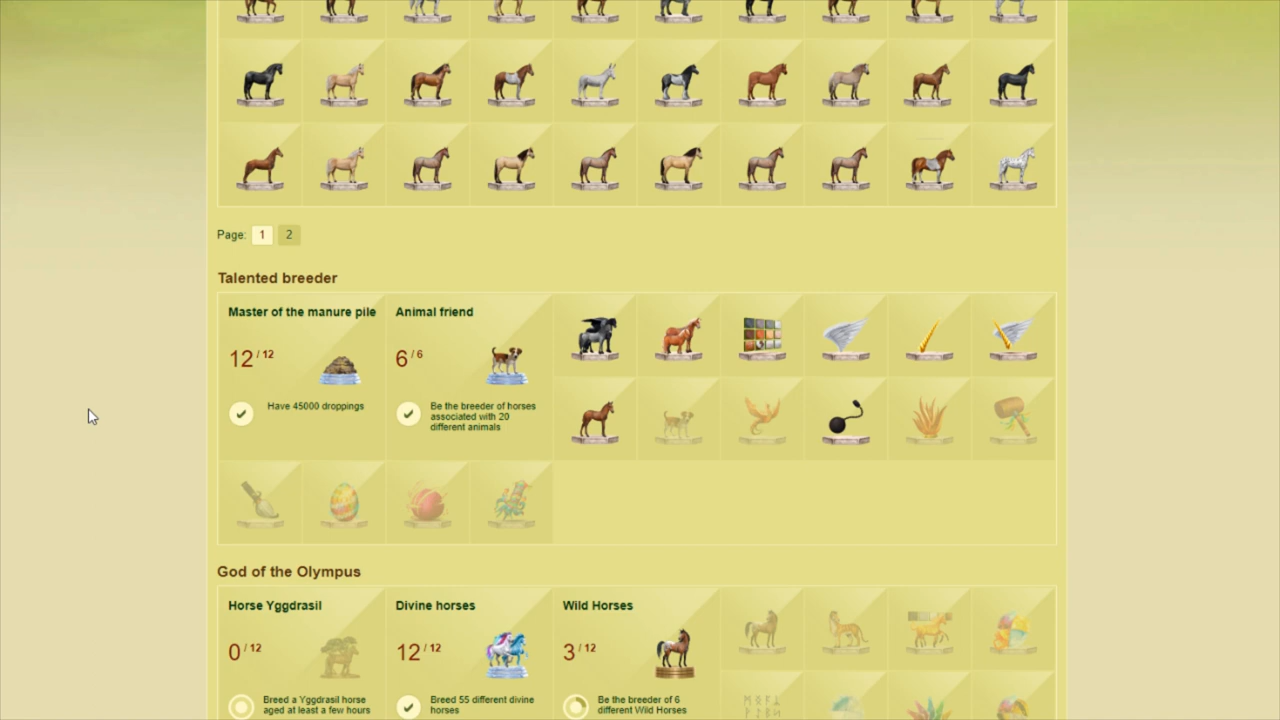 Page: 1 2
Talented breeder
Master of the manure pile
12 / 12
Have 45000 droppings
Animal friend
6 / 6
Be the breeder of horses
associated with 20
different animals
God of the Olympus
Horse Yggdrasil
0 / 12
Breed a Yggdrasil horse
aged at least a few hours
Divine horses
12 / 12
Breed 55 different divine
horses
Wild Horses
3 / 12
Be the breeder of 6
different Wild Horses